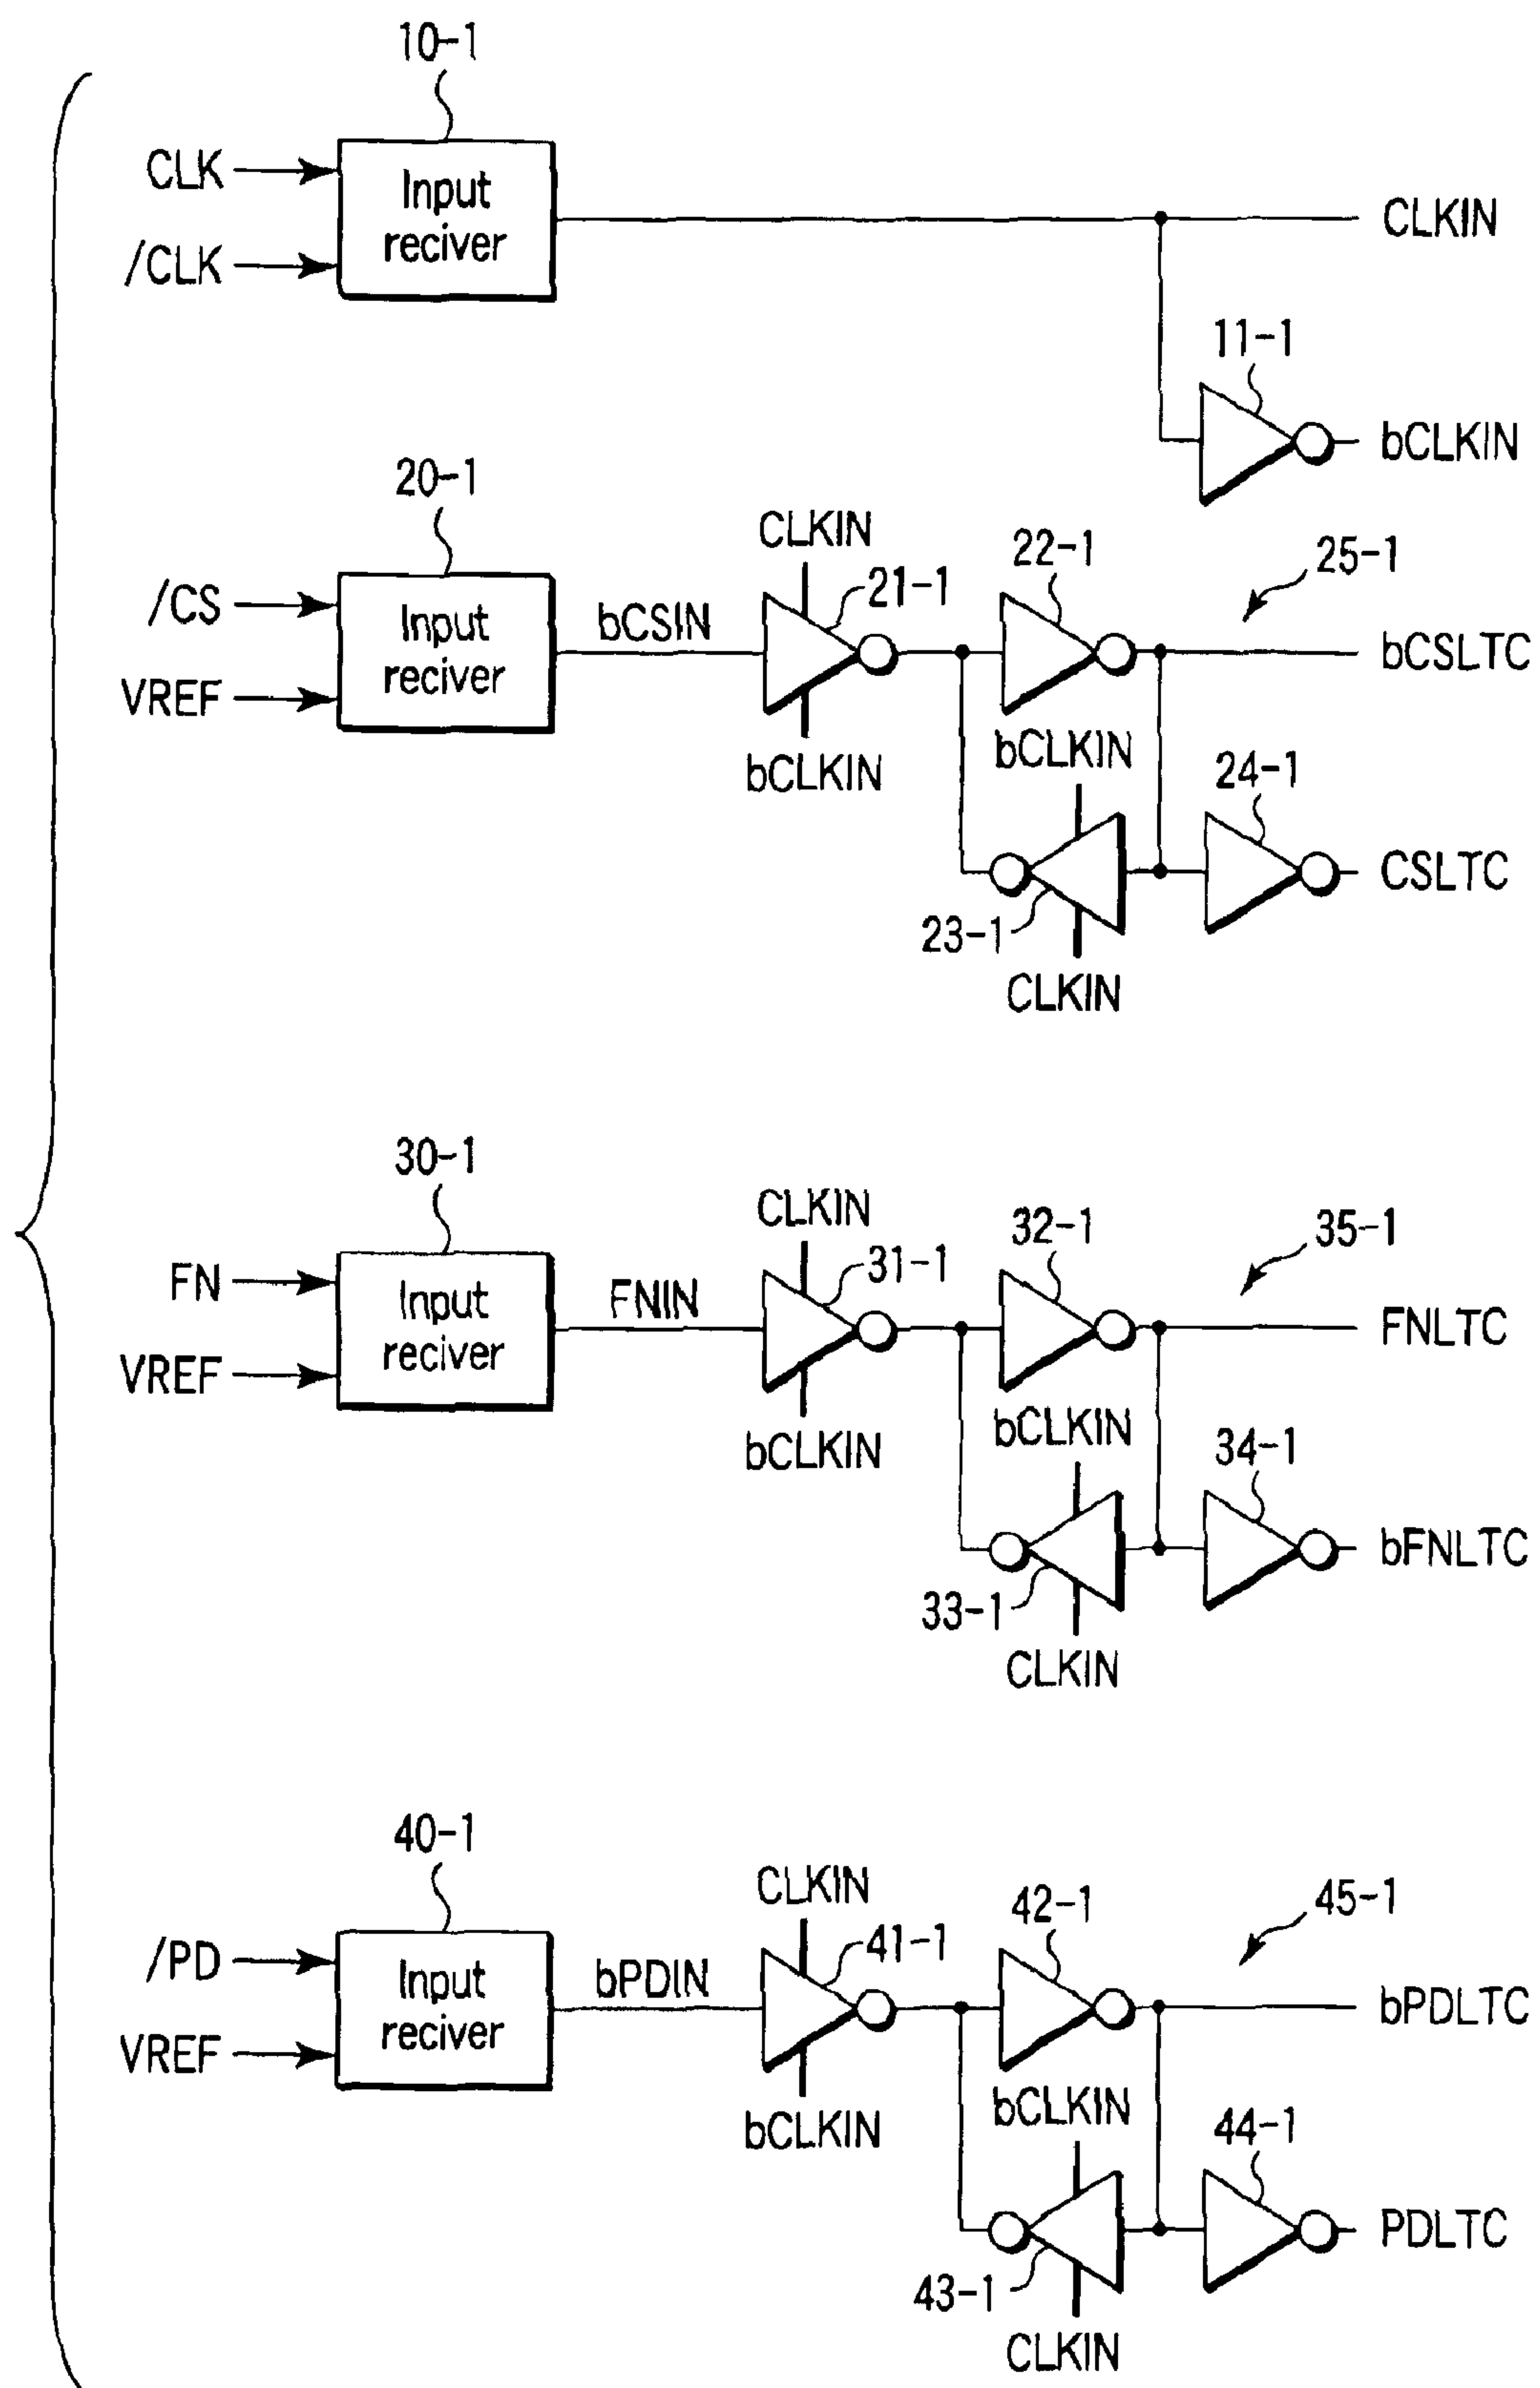 10-1
CLK
/CLK
Input
reciver
CLKIN
11-1
bCLKIN
20-1
/CS
VREF
Input
reciver
bCSIN
CLKIN
21-1
bCLKIN
22-1
25-1
bCSLTC
bCLKIN
23-1
CLKIN
24-1
CSLTC
30-1
FN
VREF
Input
reciver
FNIN
CLKIN
31-1
bCLKIN
32-1
35-1
FNLTC
bCLKIN
33-1
CLKIN
34-1
bFNLTC
40-1
/PD
VREF
Input
reciver
bPDIN
CLKIN
41-1
bCLKIN
42-1
45-1
bPDLTC
bCLKIN
43-1
CLKIN
44-1
PDLTC